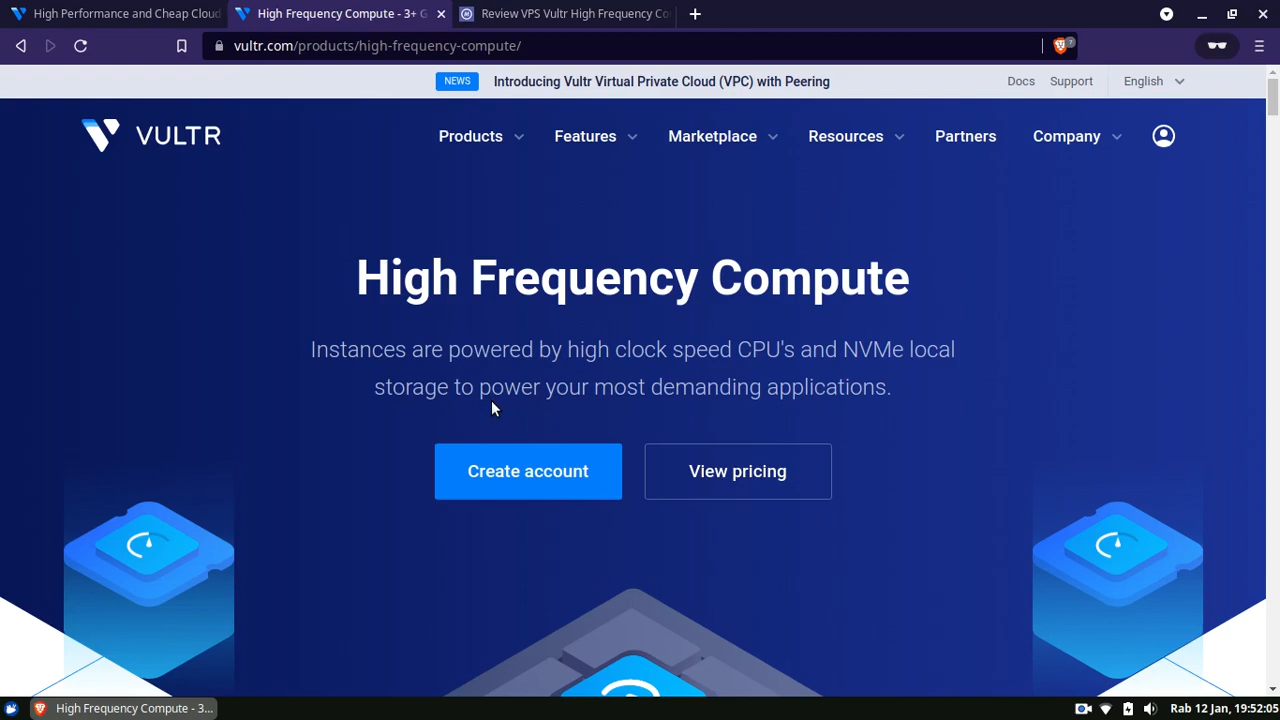 High Performance and Cheap Cloud
High Frequency Compute - 3+ G
Review VPS Vultr High Frequency Co
vultr.com/products/high-frequency-compute/
7
NEWS
Introducing Vultr Virtual Private Cloud (VPC) with Peering
Docs
Support
English
VULTR
Products
Features
Marketplace
Resources
Partners
Company
High Frequency Compute
Instances are powered by high clock speed CPU's and NVMe local
storage to power your most demanding applications.
Create account
View pricing
High Frequency Compute - 3...
Rab 12 Jan, 19:52:05